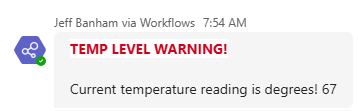 Jeff Banham via Workflows 7:54 AM
TEMP LEVEL WARNING!
Current temperature reading is degrees! 67